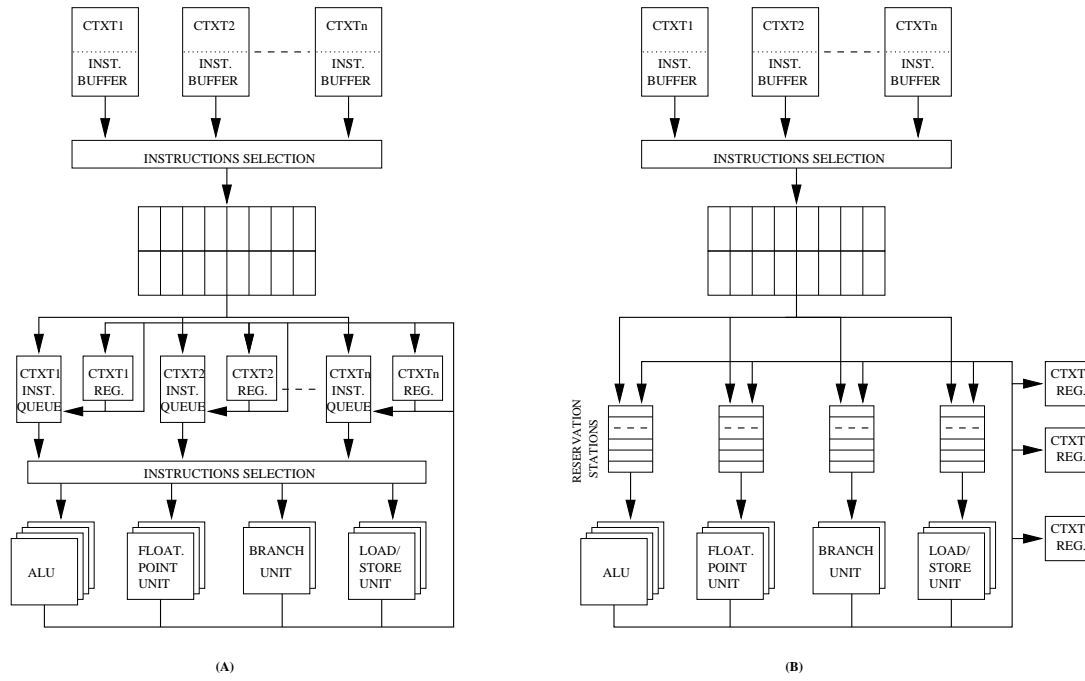 CTXT1
CTXT2
CTXTn
INST.
BUFFER
INST.
BUFFER
INST.
BUFFER
INSTRUCTIONS SELECTION
CTXT1
INST.
QUEUE
CTXT1
REG.
CTXT2
INST.
QUEUE
CTXT2
REG.
CTXTn
INST.
QUEUE
CTXTn
REG.
INSTRUCTIONS SELECTION
ALU
FLOAT.
POINT
UNIT
BRANCH
UNIT
LOAD/
STORE
UNIT
(A)
CTXT1
CTXT2
CTXTn
INST.
BUFFER
INST.
BUFFER
INST.
BUFFER
INSTRUCTIONS SELECTION
RESERVATION
STATIONS
CTXT
REG.
CTXT
REG.
CTXT
REG.
ALU
FLOAT.
POINT
UNIT
BRANCH
UNIT
LOAD/
STORE
UNIT
(B)